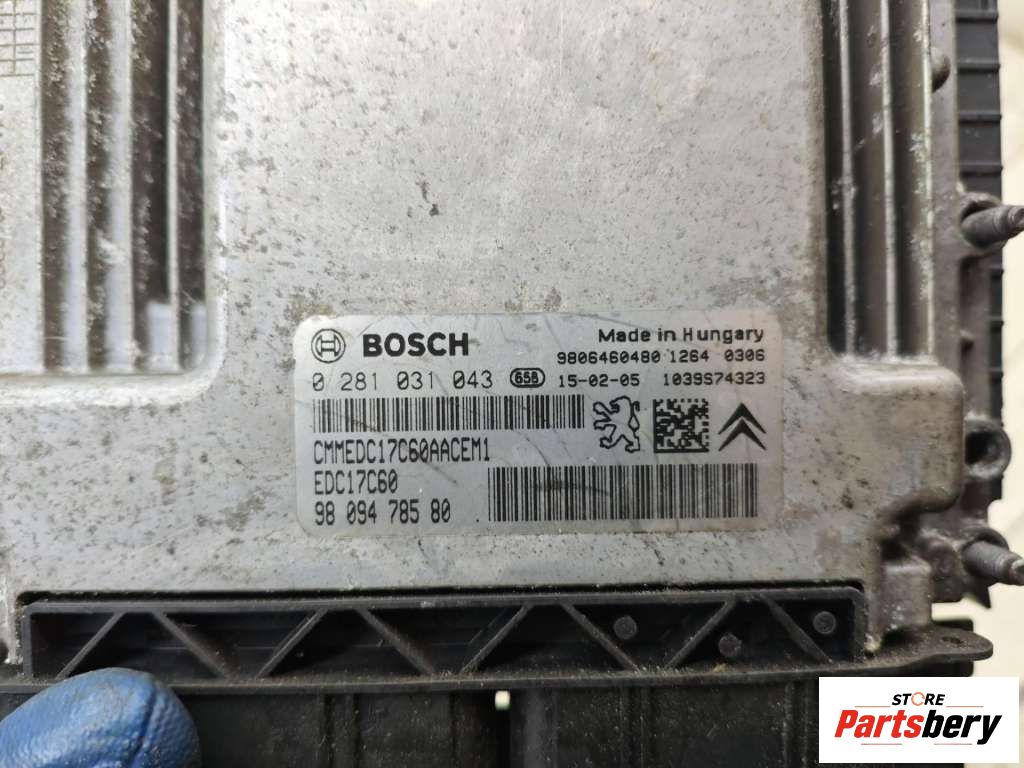 BOSCH
Made in Hungary
9806460480 1264 0306
0 281 031 043 658 15-02-05 1039S74323
CMMEDC17C60AACEM1
EDC17C60
98 094 785 80
STORE
Partsbery